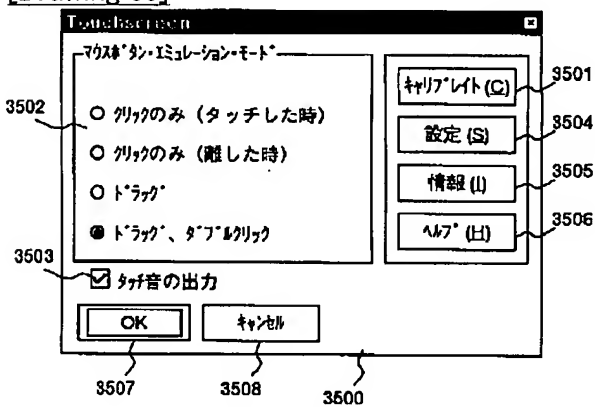 Touchscreen
マウスボタン・エミュレーション・モード
クリックのみ (タッチした時)
クリックのみ (離した時)
ドラッグ
ドラッグ、ダブルクリック
タッチ音の出力
OK
キャンセル
キャリブレイト (C)
設定 (S)
情報 (I)
ヘルプ (H)
3501
3502
3503
3504
3505
3506
3507
3508
3500